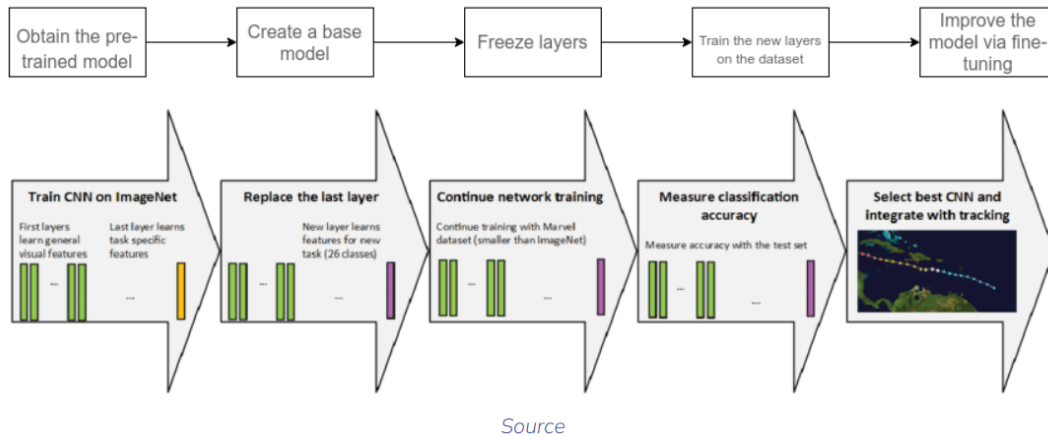 Obtain the pre-
trained model
Create a base
model
Freeze layers
Train the new layers
on the dataset
Improve the
model via fine-
tuning
Train CNN on ImageNet
First layers
learn general
visual features
Last layer learns
task specific
features
...
...
Replace the last layer
New layer learns
features for new
task (26 classes)
...
...
Continue network training
Continue training with Marvell
dataset (smaller than ImageNet)
...
...
Measure classification
accuracy
Measure accuracy with the test set
...
...
Select best CNN and
integrate with tracking
Source